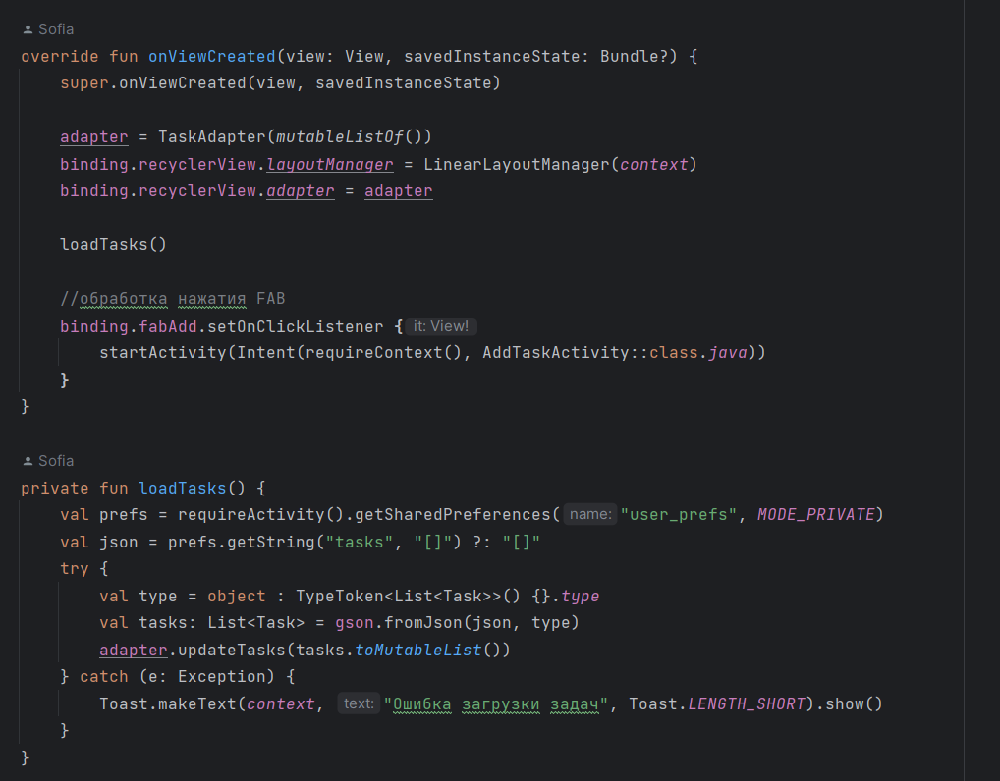 Sofia
override fun onViewCreated(view: View, savedInstanceState: Bundle?) {
    super.onViewCreated(view, savedInstanceState)

    adapter = TaskAdapter(mutableListOf())
    binding.recyclerView.layoutManager = LinearLayoutManager(context)
    binding.recyclerView.adapter = adapter

    loadTasks()

    //обработка нажатия FAB
    binding.fabAdd.setOnClickListener { it: View!
        startActivity(Intent(requireContext(), AddTaskActivity::class.java))
    }
}

Sofia
private fun loadTasks() {
    val prefs = requireActivity().getSharedPreferences( name: "user_prefs", MODE_PRIVATE)
    val json = prefs.getString("tasks", "[]") ?: "[]"
    try {
        val type = object : TypeToken<List<Task>>() {}.type
        val tasks: List<Task> = gson.fromJson(json, type)
        adapter.updateTasks(tasks.toMutableList())
    } catch (e: Exception) {
        Toast.makeText(context, text: "Ошибка загрузки задач", Toast.LENGTH_SHORT).show()
    }
}